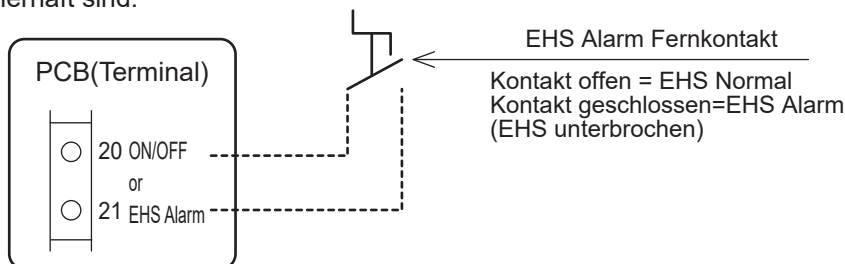 sind.
PCB(Terminal)
20 ON/OFF
or
21 EHS Alarm
EHS Alarm Fernkontakt
Kontakt offen = EHS Normal
Kontakt geschlossen=EHS Alarm
(EHS unterbrochen)